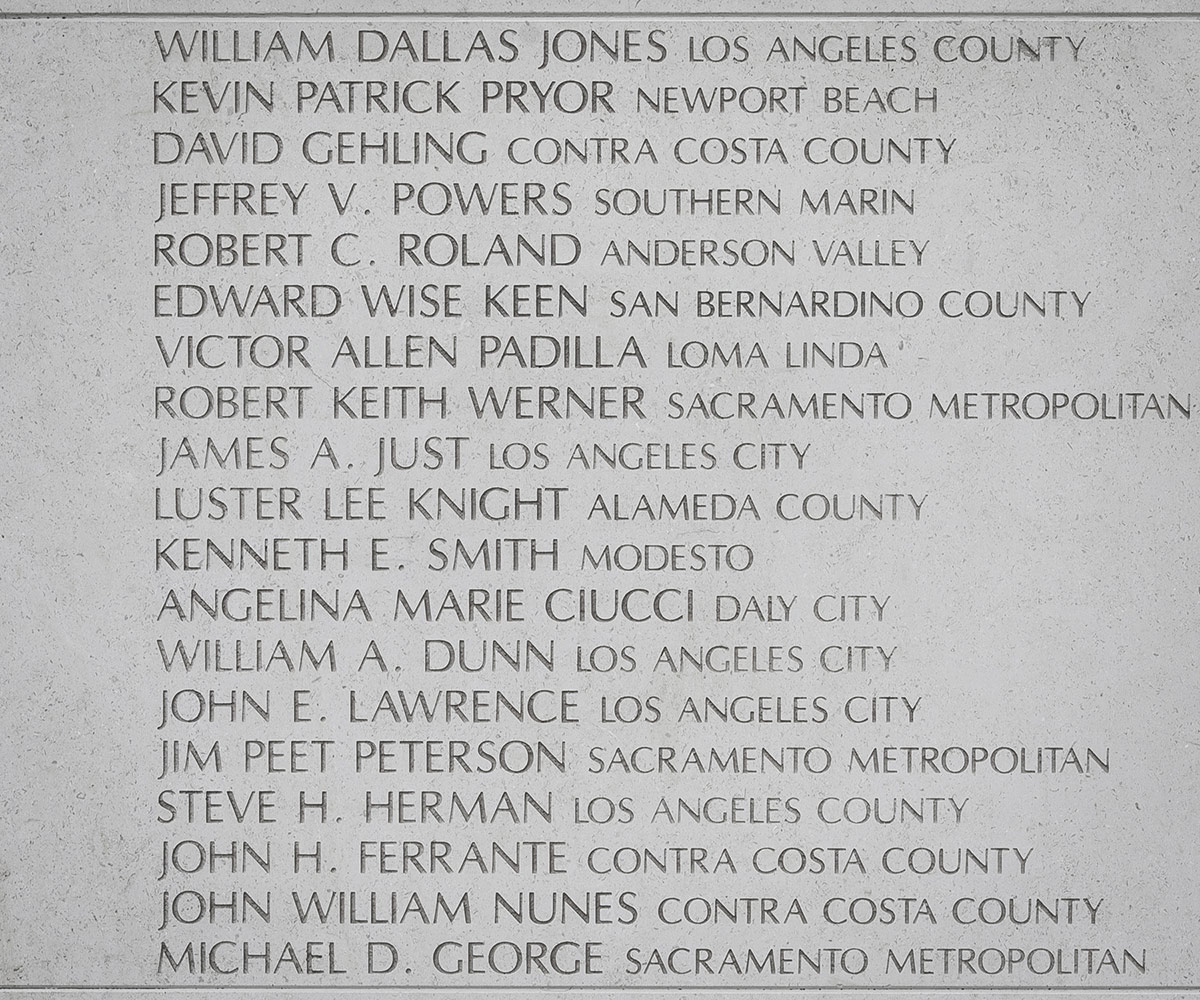 WILLIAM DALLAS JONES LOS ANGELES COUNTY
KEVIN PATRICK PRYOR NEWPORT BEACH
DAVID GEHLING CONTRA COSTA COUNTY
JEFFREY V. POWERS SOUTHERN MARIN
ROBERT C. ROLAND ANDERSON VALLEY
EDWARD WISE KEEN SAN BERNARDINO COUNTY
VICTOR ALLEN PADILLA LOMA LINDA
ROBERT KEITH WERNER SACRAMENTO METROPOLITAN
JAMES A. JUST LOS ANGELES CITY
LUSTER LEE KNIGHT ALAMEDA COUNTY
KENNETH E. SMITH MODESTO
ANGELINA MARIE CIUCCI DALY CITY
WILLIAM A. DUNN LOS ANGELES CITY
JOHN E. LAWRENCE LOS ANGELES CITY
JIM PEET PETERSON SACRAMENTO METROPOLITAN
STEVE H. HERMAN LOS ANGELES COUNTY
JOHN H. FERRANTE CONTRA COSTA COUNTY
JOHN WILLIAM NUNES CONTRA COSTA COUNTY
MICHAEL D. GEORGE SACRAMENTO METROPOLITAN